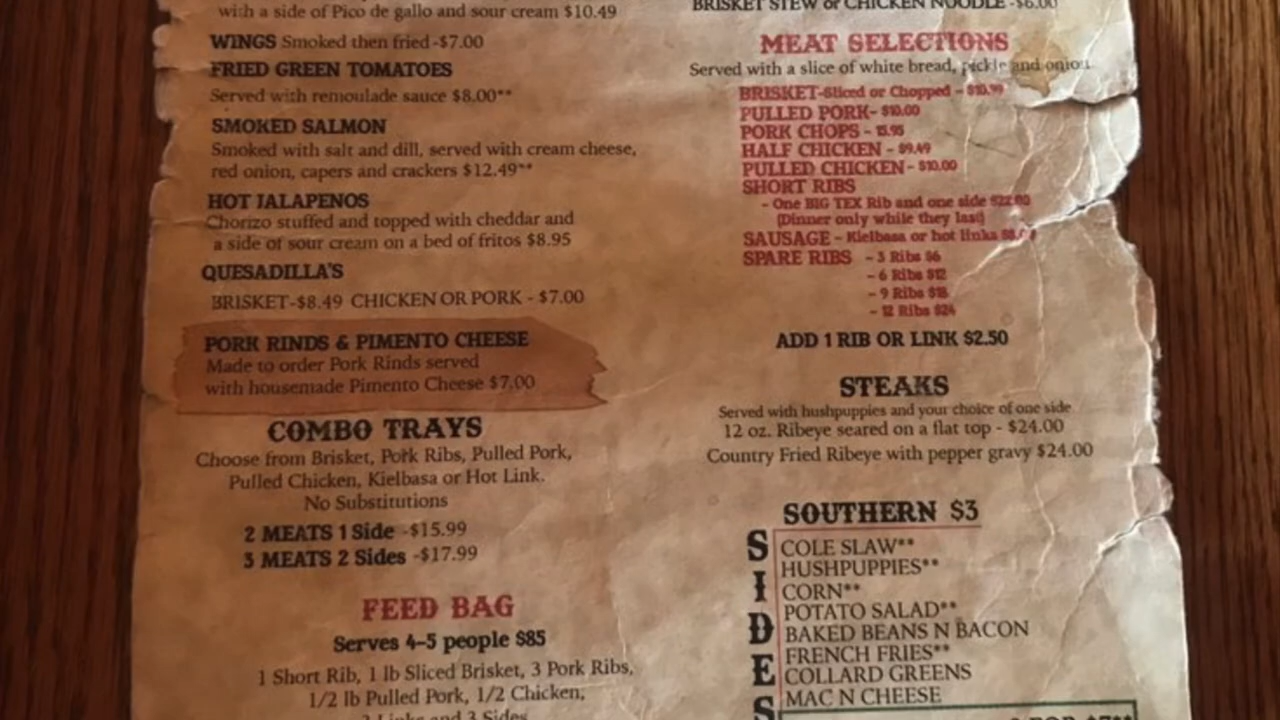 with a side of Pico de gallo and sour cream $10.49
WINGS Smoked then fried -$7.00
FRIED GREEN TOMATOES
Served with remoulade sauce $8.00**
SMOKED SALMON
Smoked with salt and dill, served with cream cheese,
red onion, capers and crackers $12.49**
HOT JALAPENOS
Chorizo stuffed and topped with cheddar and
a side of sour cream on a bed of fritos $8.95
QUESADILLA'S
BRISKET-$8.49 CHICKEN OR PORK - $7.00
PORK RINDS & PIMENTO CHEESE
Made to order Pork Rinds served
with housemade Pimento Cheese $7.00
COMBO TRAYS
Choose from Brisket, Pork Ribs, Pulled Pork,
Pulled Chicken, Kielbasa or Hot Link.
No Substitutions
2 MEATS 1 Side -$15.99
3 MEATS 2 Sides -$17.99
FEED BAG
Serves 4-5 people $85
1 Short Rib, 1 lb Sliced Brisket, 3 Pork Ribs,
1/2 lb Pulled Pork, 1/2 Chicken,
Links and 3 Sides
BRISKET STEW or CHICKEN NOODLE -$6.00
MEAT SELECTIONS
Served with a slice of white bread, pickle and onion.
BRISKET-Sliced or Chopped - $10.99
PULLED PORK- $10.00
PORK CHOPS - 15.95
HALF CHICKEN - $9.49
PULLED CHICKEN - $10.00
SHORT RIBS
- One BIG TEX Rib and one side $22.00
(Dinner only while they last)
SAUSAGE - Kielbasa or hot links
SPARE RIBS - 3 Ribs $6
- 6 Ribs $12
- 9 Ribs $18
- 12 Ribs $24
ADD 1 RIB OR LINK $2.50
STEAKS
Served with hushpuppies and your choice of one side
12 oz. Ribeye seared on a flat top - $24.00
Country Fried Ribeye with pepper gravy $24.00
SOUTHERN $3
SIDES
COLE SLAW**
HUSHPUPPIES**
CORN**
POTATO SALAD**
BAKED BEANS N BACON
FRENCH FRIES**
COLLARD GREENS
MAC N CHEESE